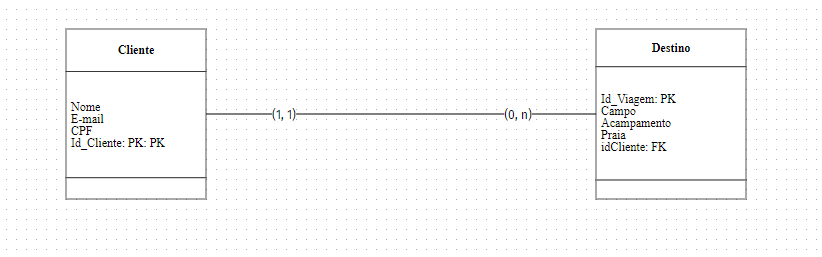 Cliente
Nome
E-mail
CPF
Id_Cliente: PK: PK
(1, 1)
(0, n)
Destino
Id_Viagem: PK
Campo
Acampamento
Praia
idCliente: FK